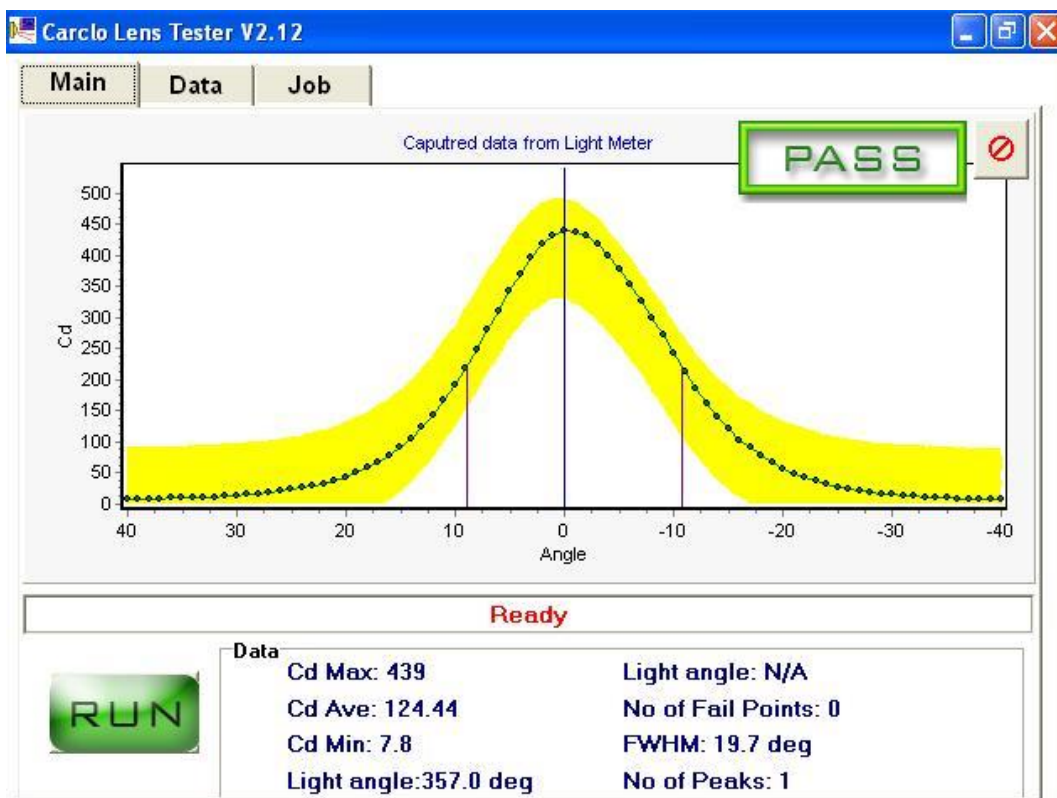 Carclo Lens Tester V2.12
Main Data Job
Caputred data from Light Meter
PASS
500
450
400
350
300
250
200
150
100
50
0
Cd
40 30 20 10 0 -10 -20 -30 -40
Angle
Ready
RUN
Data
Cd Max: 439
Cd Ave: 124.44
Cd Min: 7.8
Light angle:357.0 deg
Light angle: N/A
No of Fail Points: 0
FWHM: 19.7 deg
No of Peaks: 1